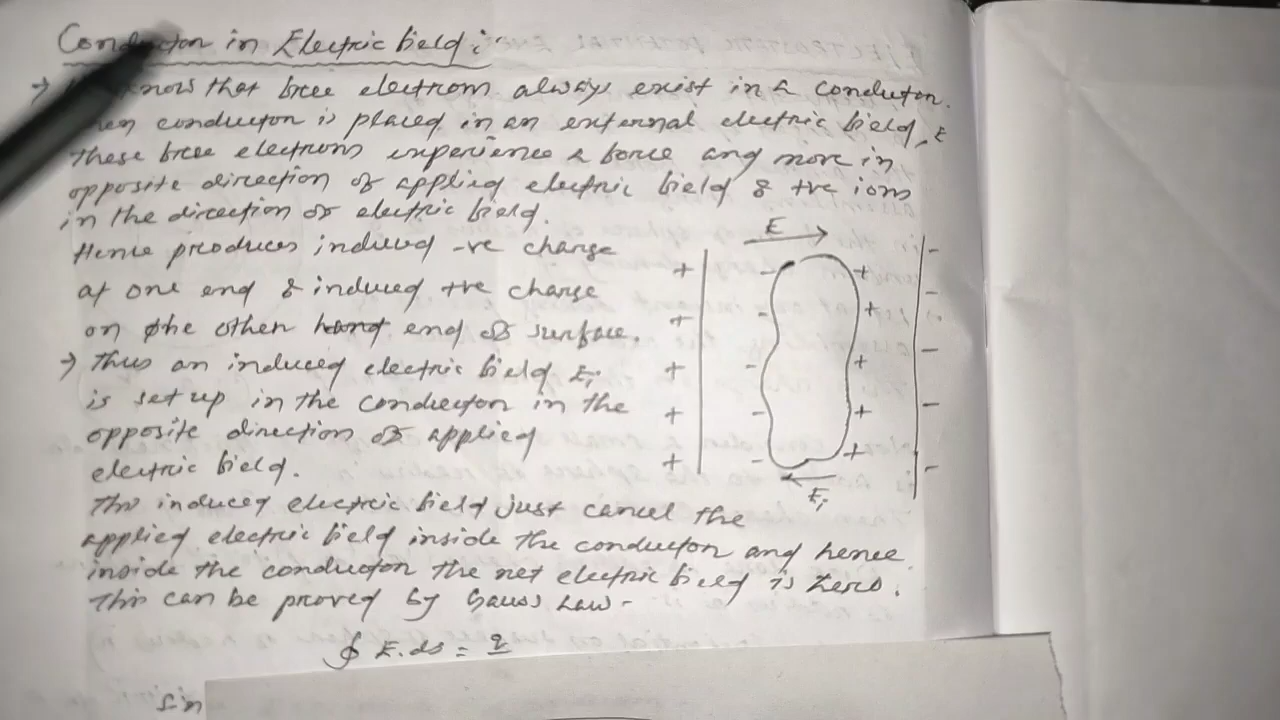 Conductor in Electric field :-
→ knows that free electrons always exist in a conductor.
conductor is placed in an external electric field, E
these free electrons experience a force and move in
opposite direction of applied electric field & +ve ions
in the direction of electric field.
Hence produces induced -ve charge
at one end & induced +ve charge
on the other hand end of surface.
→ Thus an induced electric field Ei
is set up in the conductor in the
opposite direction of applied
electric field.
This induced electric field just cancel the
applied electric field inside the conductor and hence
inside the conductor the net electric field is zero.
This can be proved by Gauss Law -
∮ E.ds = q
Sin
E
+ - + -
+ - + -
+ - + -
+ - + -
+ - + -
Ei